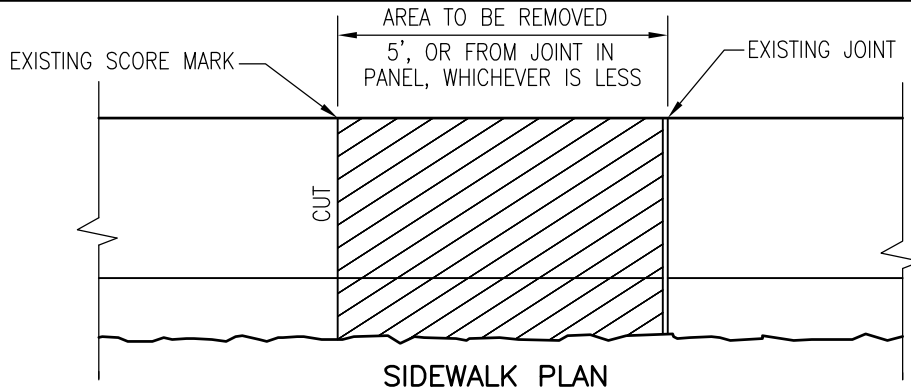 AREA TO BE REMOVED
5', OR FROM JOINT IN
PANEL, WHICHEVER IS LESS
EXISTING SCORE MARK
EXISTING JOINT
CUT
SIDEWALK PLAN